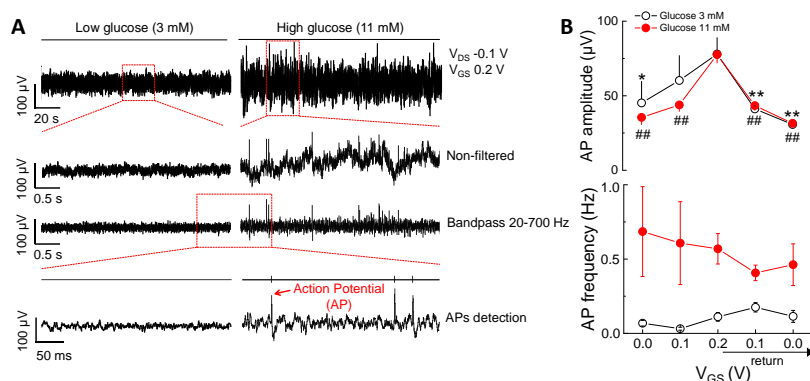 A
Low glucose (3 mM)
High glucose (11 mM)
V_DS -0.1 V
V_GS 0.2 V
100 µV
20 s
Non-filtered
100 µV
0.5 s
Bandpass 20-700 Hz
100 µV
0.5 s
Action Potential
(AP)
APs detection
100 µV
50 ms
B
Glucose 3 mM
Glucose 11 mM
AP amplitude (µV)
100
50
0
*
**
**
##
##
##
##
AP frequency (Hz)
1.0
0.5
0
0.0 0.1 0.2 0.1 0.0
return
V_GS (V)